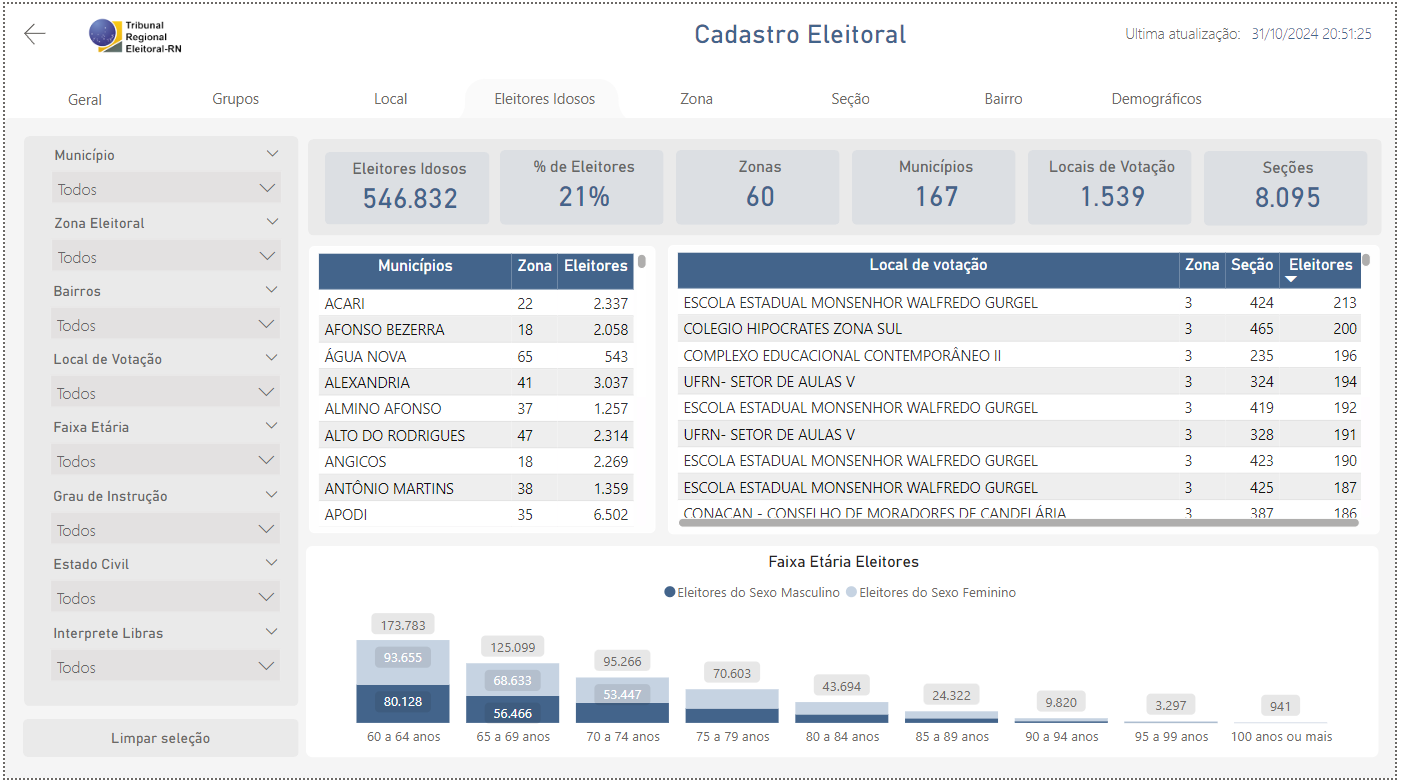 Tribunal
Regional
Eleitoral-RN
Cadastro Eleitoral
Ultima atualização: 31/10/2024 20:51:25
Geral Grupos Local Eleitores Idosos Zona Seção Bairro Demográficos
Município
Todos
Zona Eleitoral
Todos
Bairros
Todos
Local de Votação
Todos
Faixa Etária
Todos
Grau de Instrução
Todos
Estado Civil
Todos
Interprete Libras
Todos
Limpar seleção
Eleitores Idosos
546.832
% de Eleitores
21%
Zonas
60
Municípios
167
Locais de Votação
1.539
Seções
8.095
Municípios Zona Eleitores
ACARI 22 2.337
AFONSO BEZERRA 18 2.058
ÁGUA NOVA 65 543
ALEXANDRIA 41 3.037
ALMINO AFONSO 37 1.257
ALTO DO RODRIGUES 47 2.314
ANGICOS 18 2.269
ANTÔNIO MARTINS 38 1.359
APODI 35 6.502
Local de votação Zona Seção Eleitores
ESCOLA ESTADUAL MONSENHOR WALFREDO GURGEL 3 424 213
COLEGIO HIPOCRATES ZONA SUL 3 465 200
COMPLEXO EDUCACIONAL CONTEMPORÂNEO II 3 235 196
UFRN- SETOR DE AULAS V 3 324 194
ESCOLA ESTADUAL MONSENHOR WALFREDO GURGEL 3 419 192
UFRN- SETOR DE AULAS V 3 328 191
ESCOLA ESTADUAL MONSENHOR WALFREDO GURGEL 3 423 190
ESCOLA ESTADUAL MONSENHOR WALFREDO GURGEL 3 425 187
CONACAN - CONSELHO DE MORADORES DE CANDELÁRIA 3 387 186
Faixa Etária Eleitores
Eleitores do Sexo Masculino Eleitores do Sexo Feminino
173.783
93.655
80.128
125.099
68.633
56.466
95.266
53.447
70.603
43.694
24.322
9.820
3.297
941
60 a 64 anos 65 a 69 anos 70 a 74 anos 75 a 79 anos 80 a 84 anos 85 a 89 anos 90 a 94 anos 95 a 99 anos 100 anos ou mais